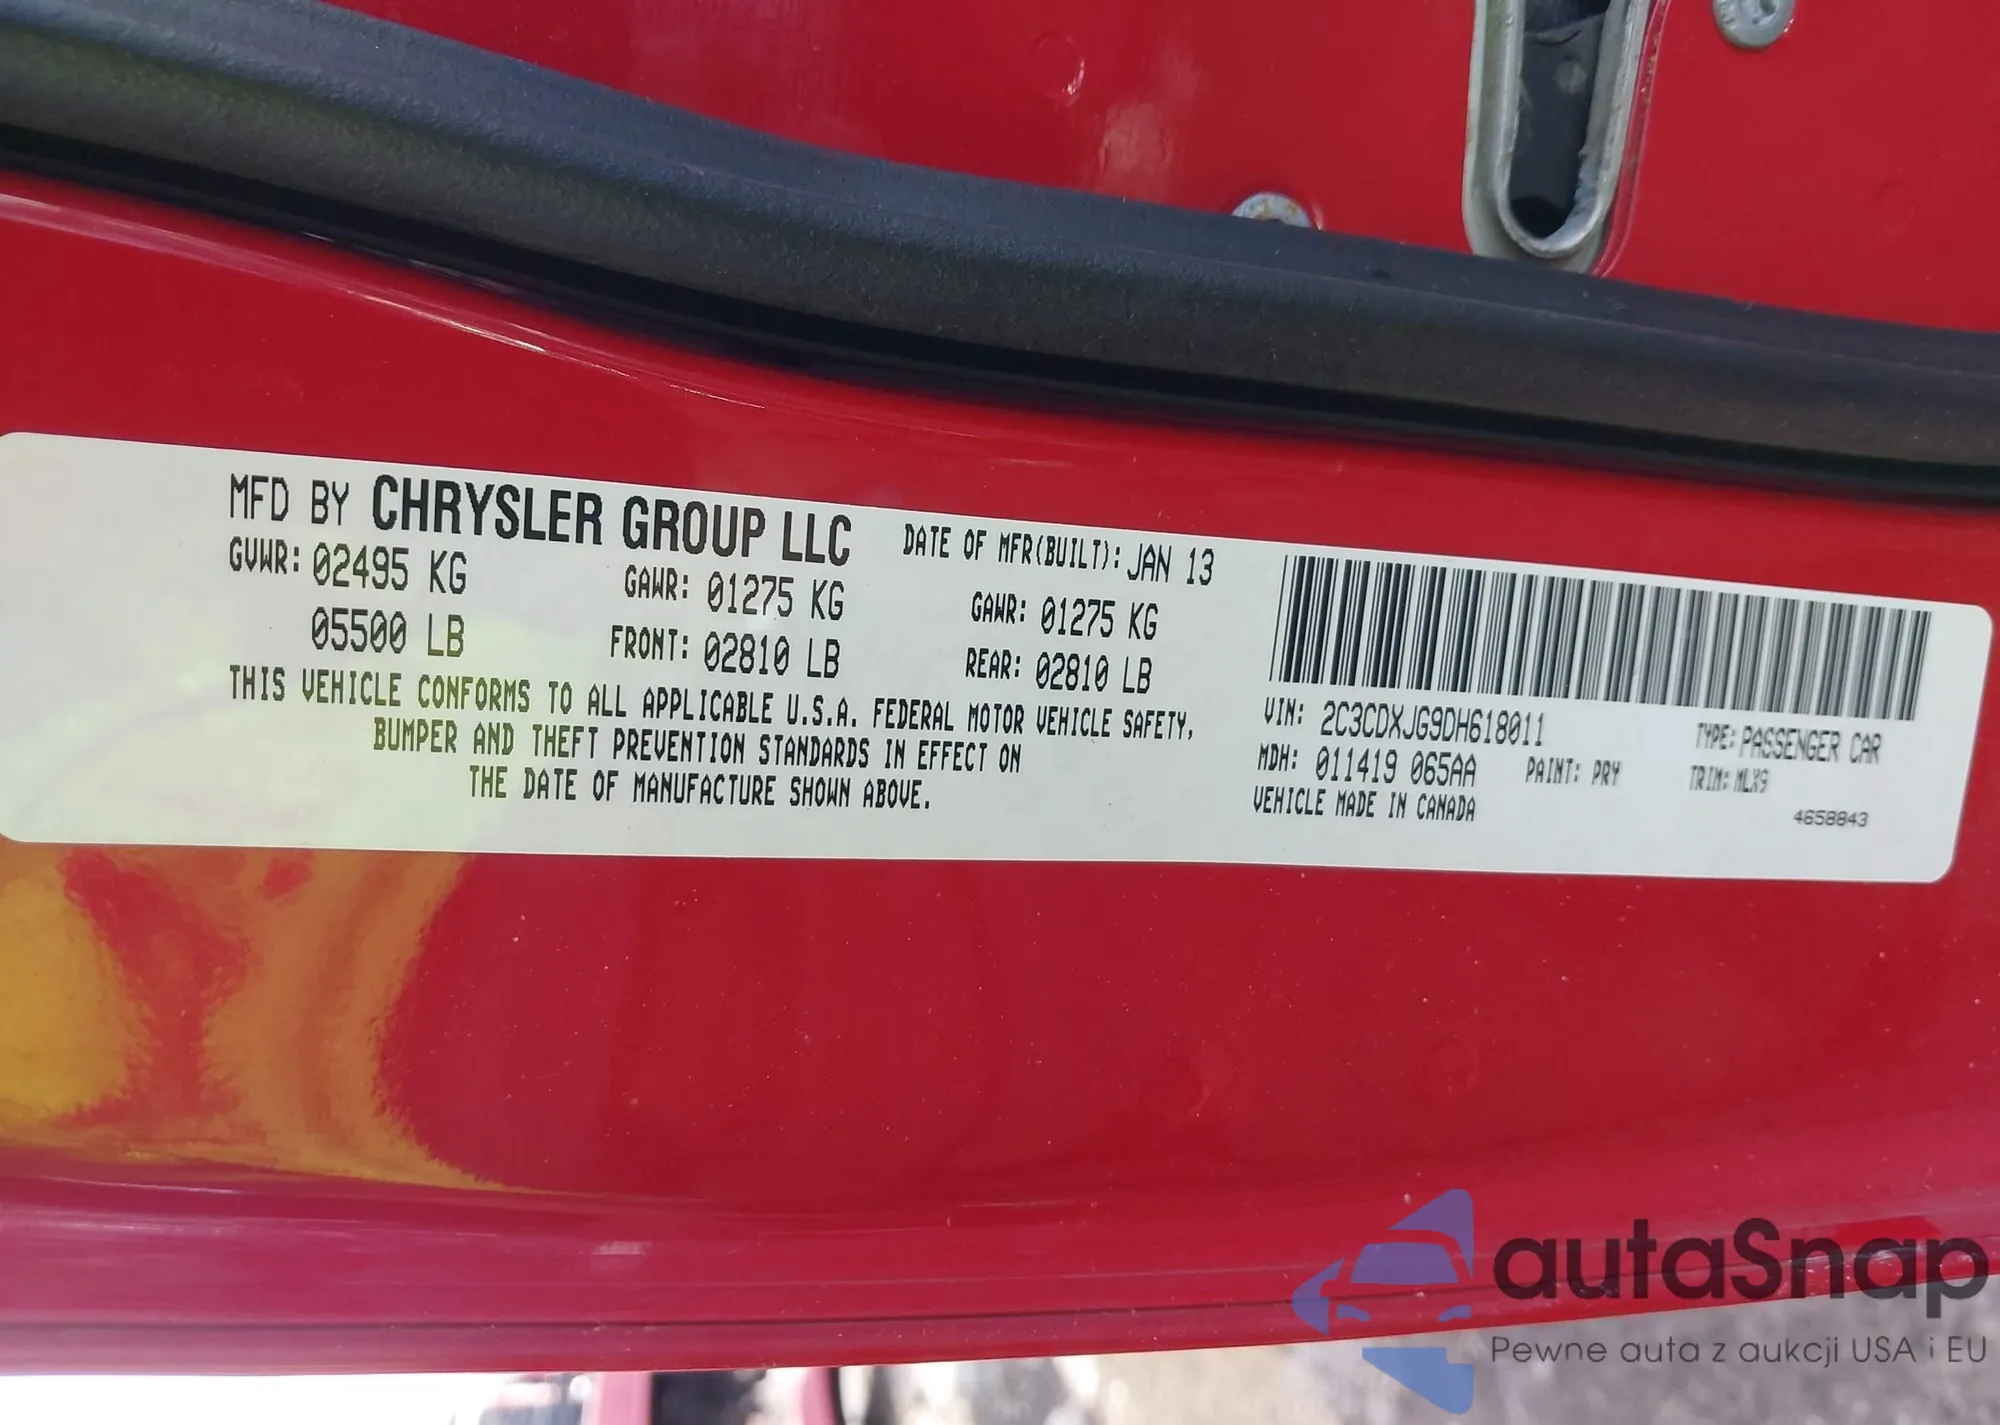 MFD BY CHRYSLER GROUP LLC DATE OF MFR(BUILT): JAN 13
GVWR: 02495 KG GAWR: 01275 KG GAWR: 01275 KG
05500 LB FRONT: 02810 LB REAR: 02810 LB
THIS VEHICLE CONFORMS TO ALL APPLICABLE U.S.A. FEDERAL MOTOR VEHICLE SAFETY,
BUMPER AND THEFT PREVENTION STANDARDS IN EFFECT ON
THE DATE OF MANUFACTURE SHOWN ABOVE.
VIN: 2C3CDXJG9DH618011 TYPE: PASSENGER CAR
MDH: 011419 065AA PAINT: PRY TRIM: MLX9
VEHICLE MADE IN CANADA 4658843
autaSnap
Pewne auta z aukcji USA i EU